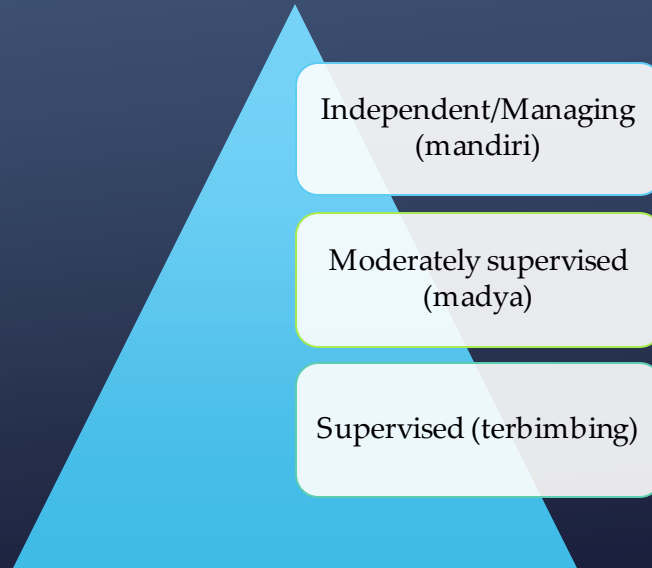 Independent/Managing
(mandiri)
Moderately supervised
(madya)
Supervised (terbimbing)